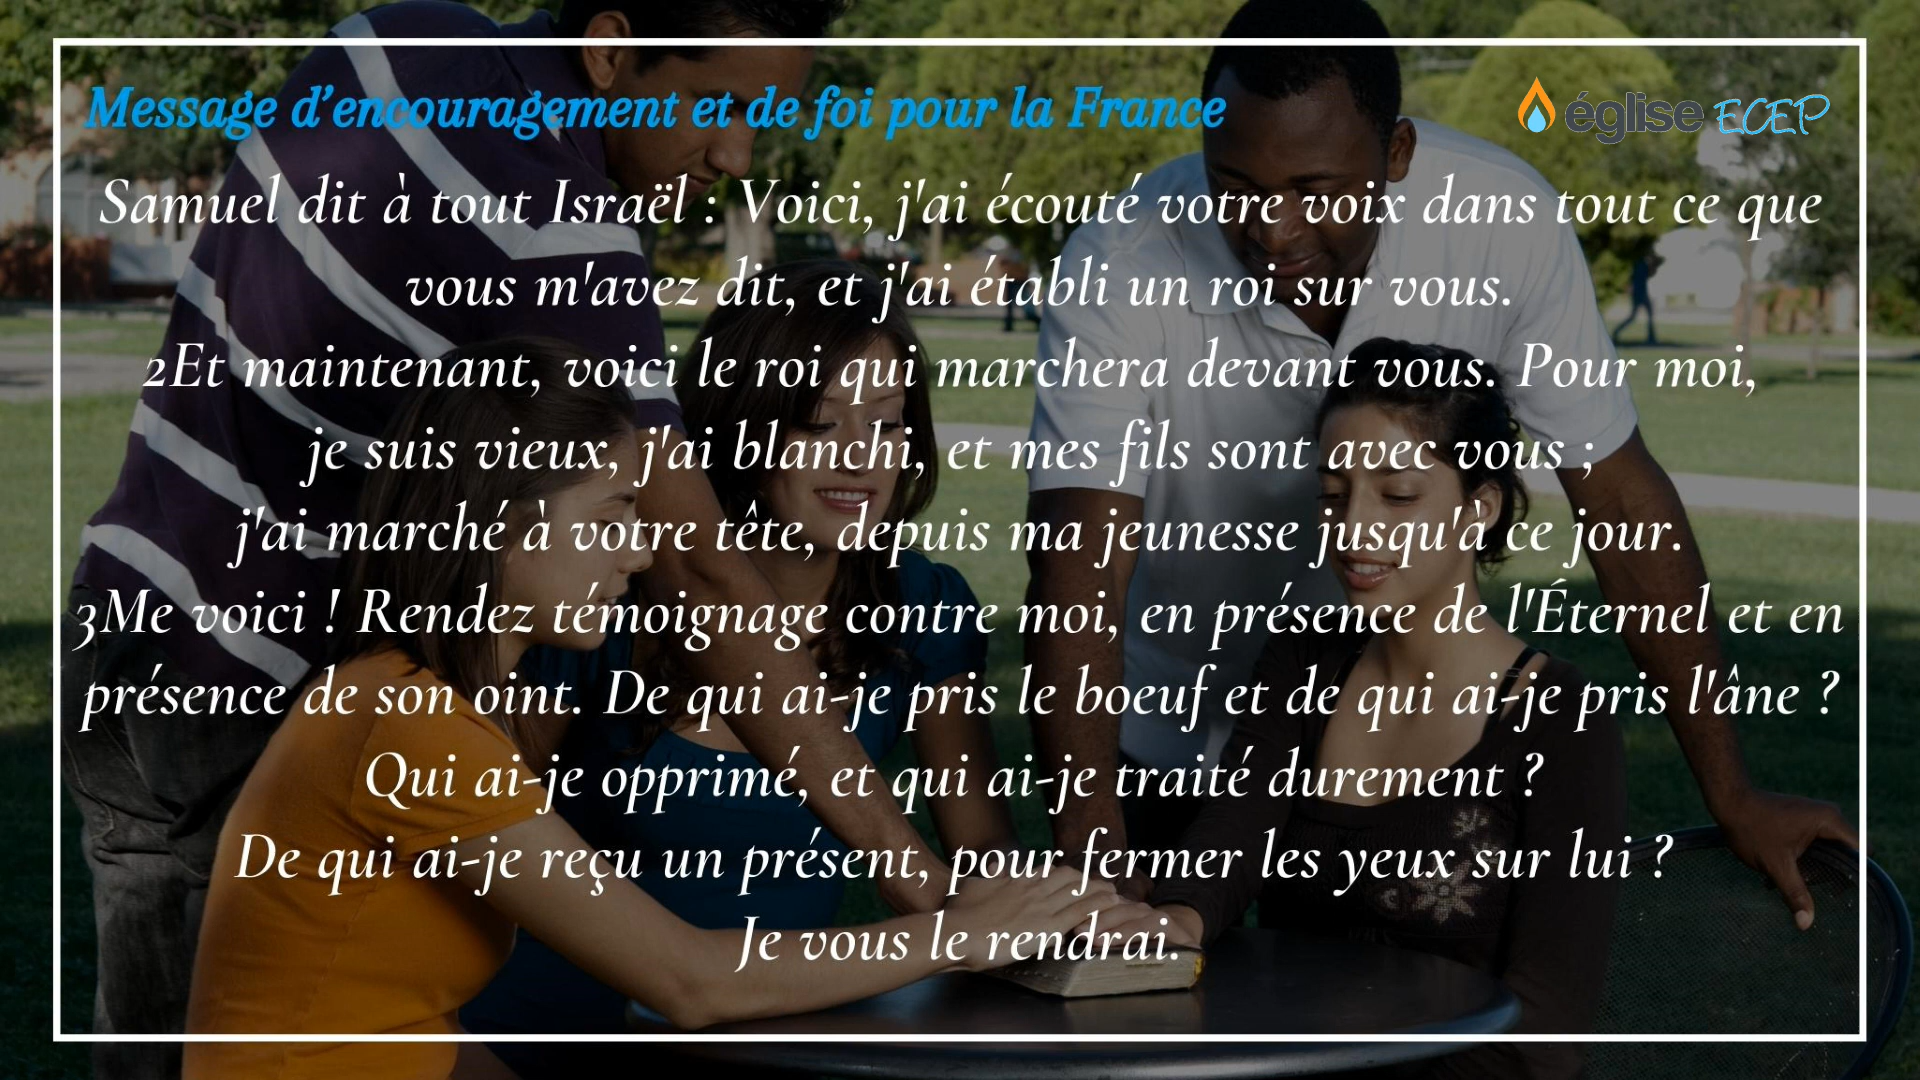 Message d'encouragement et de foi pour la France
église ECEP
Samuel dit à tout Israël : Voici, j'ai écouté votre voix dans tout ce que
vous m'avez dit, et j'ai établi un roi sur vous.
2Et maintenant, voici le roi qui marchera devant vous. Pour moi,
je suis vieux, j'ai blanchi, et mes fils sont avec vous ;
j'ai marché à votre tête, depuis ma jeunesse jusqu'à ce jour.
3Me voici ! Rendez témoignage contre moi, en présence de l'Éternel et en
présence de son oint. De qui ai-je pris le boeuf et de qui ai-je pris l'âne ?
Qui ai-je opprimé, et qui ai-je traité durement ?
De qui ai-je reçu un présent, pour fermer les yeux sur lui ?
Je vous le rendrai.